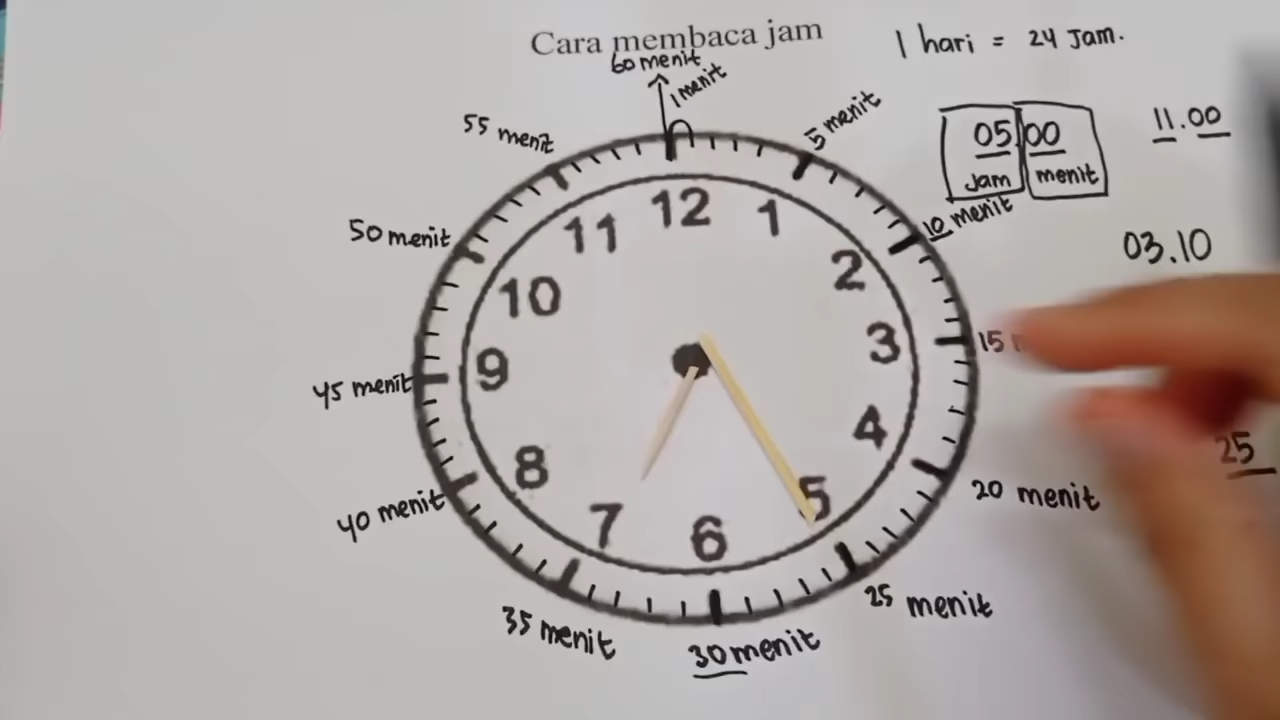 Cara membaca jam
1 hari = 24 Jam.
60 menit
1 menit
5 menit
55 menit
05.00
Jam menit
11.00
10 menit
50 menit
03.10
12
1
11
2
10
3
15
9
45 menit
4
25
8
5
20 menit
7
6
40 menit
25 menit
35 menit
30 menit